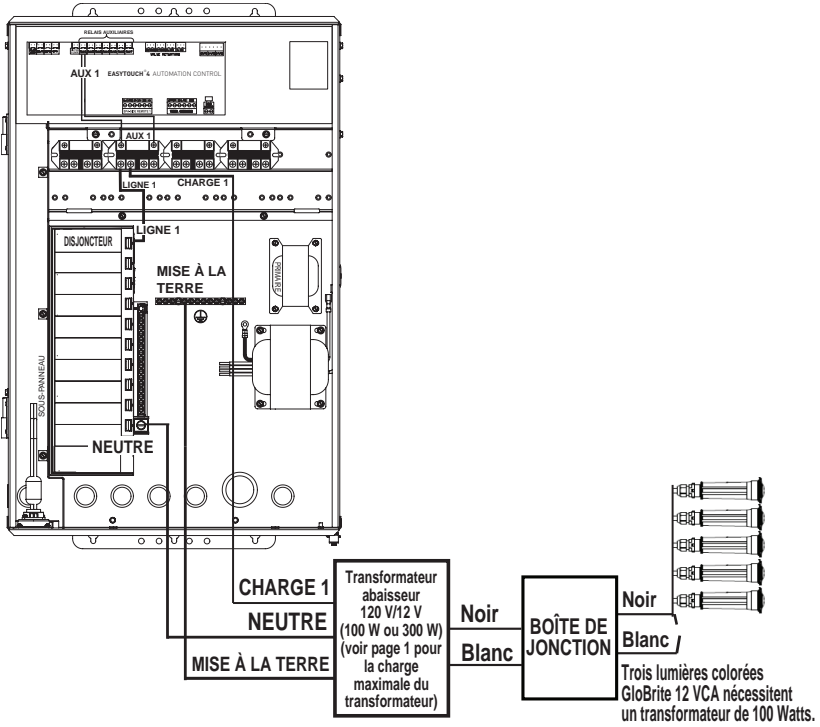 RELAIS AUXILIAIRES
VALVE ACTUATORS
AUX 1 EASYTOUCH®4 AUTOMATION CONTROL
AUX 1
LIGNE 1
CHARGE 1
LIGNE 1
DISJONCTEUR
MISE À LA
TERRE
PRIMAIRE
SOUS-PANNEAU
NEUTRE
CHARGE 1
NEUTRE
MISE À LA TERRE
Transformateur
abaisseur
120 V/12 V
(100 W ou 300 W)
(voir page 1 pour
la charge
maximale du
transformateur)
Noir
Blanc
BOÎTE DE
JONCTION
Noir
Blanc
Trois lumières colorées
GloBrite 12 VCA nécessitent
un transformateur de 100 Watts.